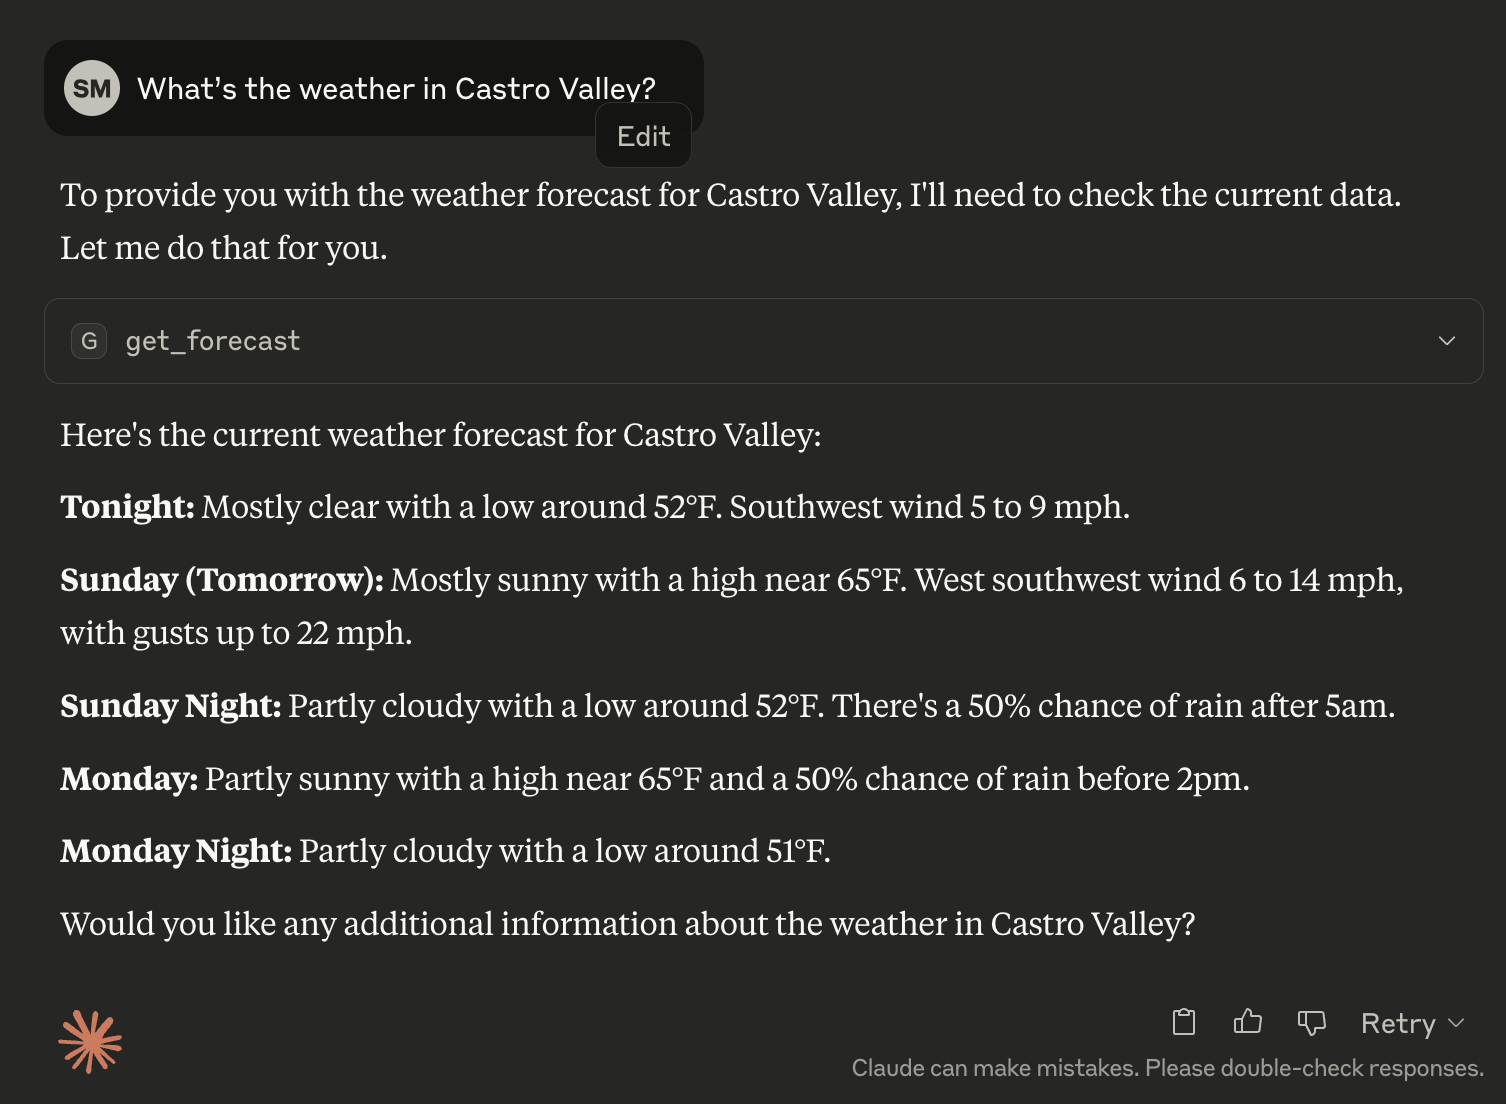 SM What’s the weather in Castro Valley?
Edit
To provide you with the weather forecast for Castro Valley, I'll need to check the current data.
Let me do that for you.
G get_forecast
Here's the current weather forecast for Castro Valley:
Tonight: Mostly clear with a low around 52°F. Southwest wind 5 to 9 mph.
Sunday (Tomorrow): Mostly sunny with a high near 65°F. West southwest wind 6 to 14 mph,
with gusts up to 22 mph.
Sunday Night: Partly cloudy with a low around 52°F. There's a 50% chance of rain after 5am.
Monday: Partly sunny with a high near 65°F and a 50% chance of rain before 2pm.
Monday Night: Partly cloudy with a low around 51°F.
Would you like any additional information about the weather in Castro Valley?
Retry
Claude can make mistakes. Please double-check responses.